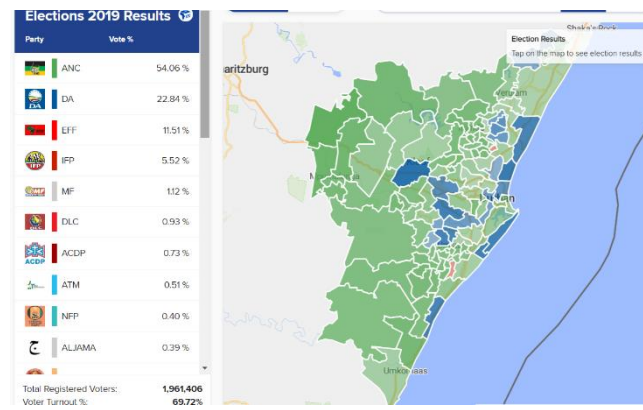 Elections 2019 Results
Party Vote %
ANC 54.06 %
DA 22.84 %
EFF 11.51 %
IFP 5.52 %
MF 1.12 %
DLC 0.93 %
ACDP 0.73 %
ATM 0.51 %
NFP 0.40 %
ALJAMA 0.39 %
Total Registered Voters: 1,961,406
Voter Turnout %: 69.72%
Shaka's Rock
Election Results
Tap on the map to see election results
aritzburg